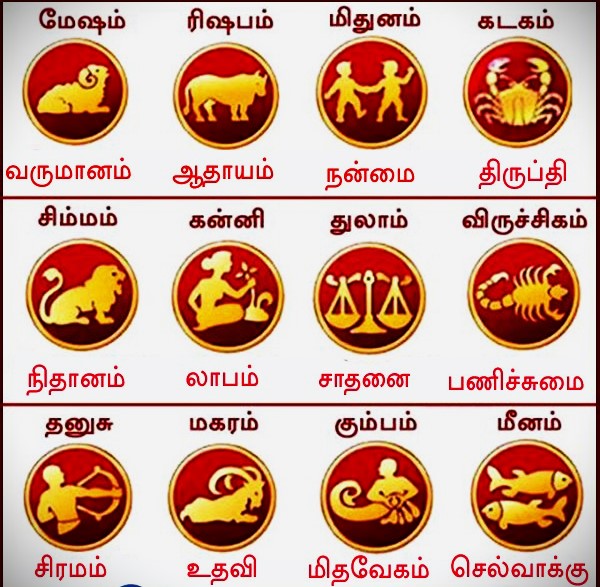 மேஷம் ரிஷபம் மிதுனம் கடகம்
வருமானம் ஆதாயம் நன்மை திருப்தி
சிம்மம் கன்னி துலாம் விருச்சிகம்
நிதானம் லாபம் சாதனை பணிச்சுமை
தனுசு மகரம் கும்பம் மீனம்
சிரமம் உதவி மிதவேகம் செல்வாக்கு